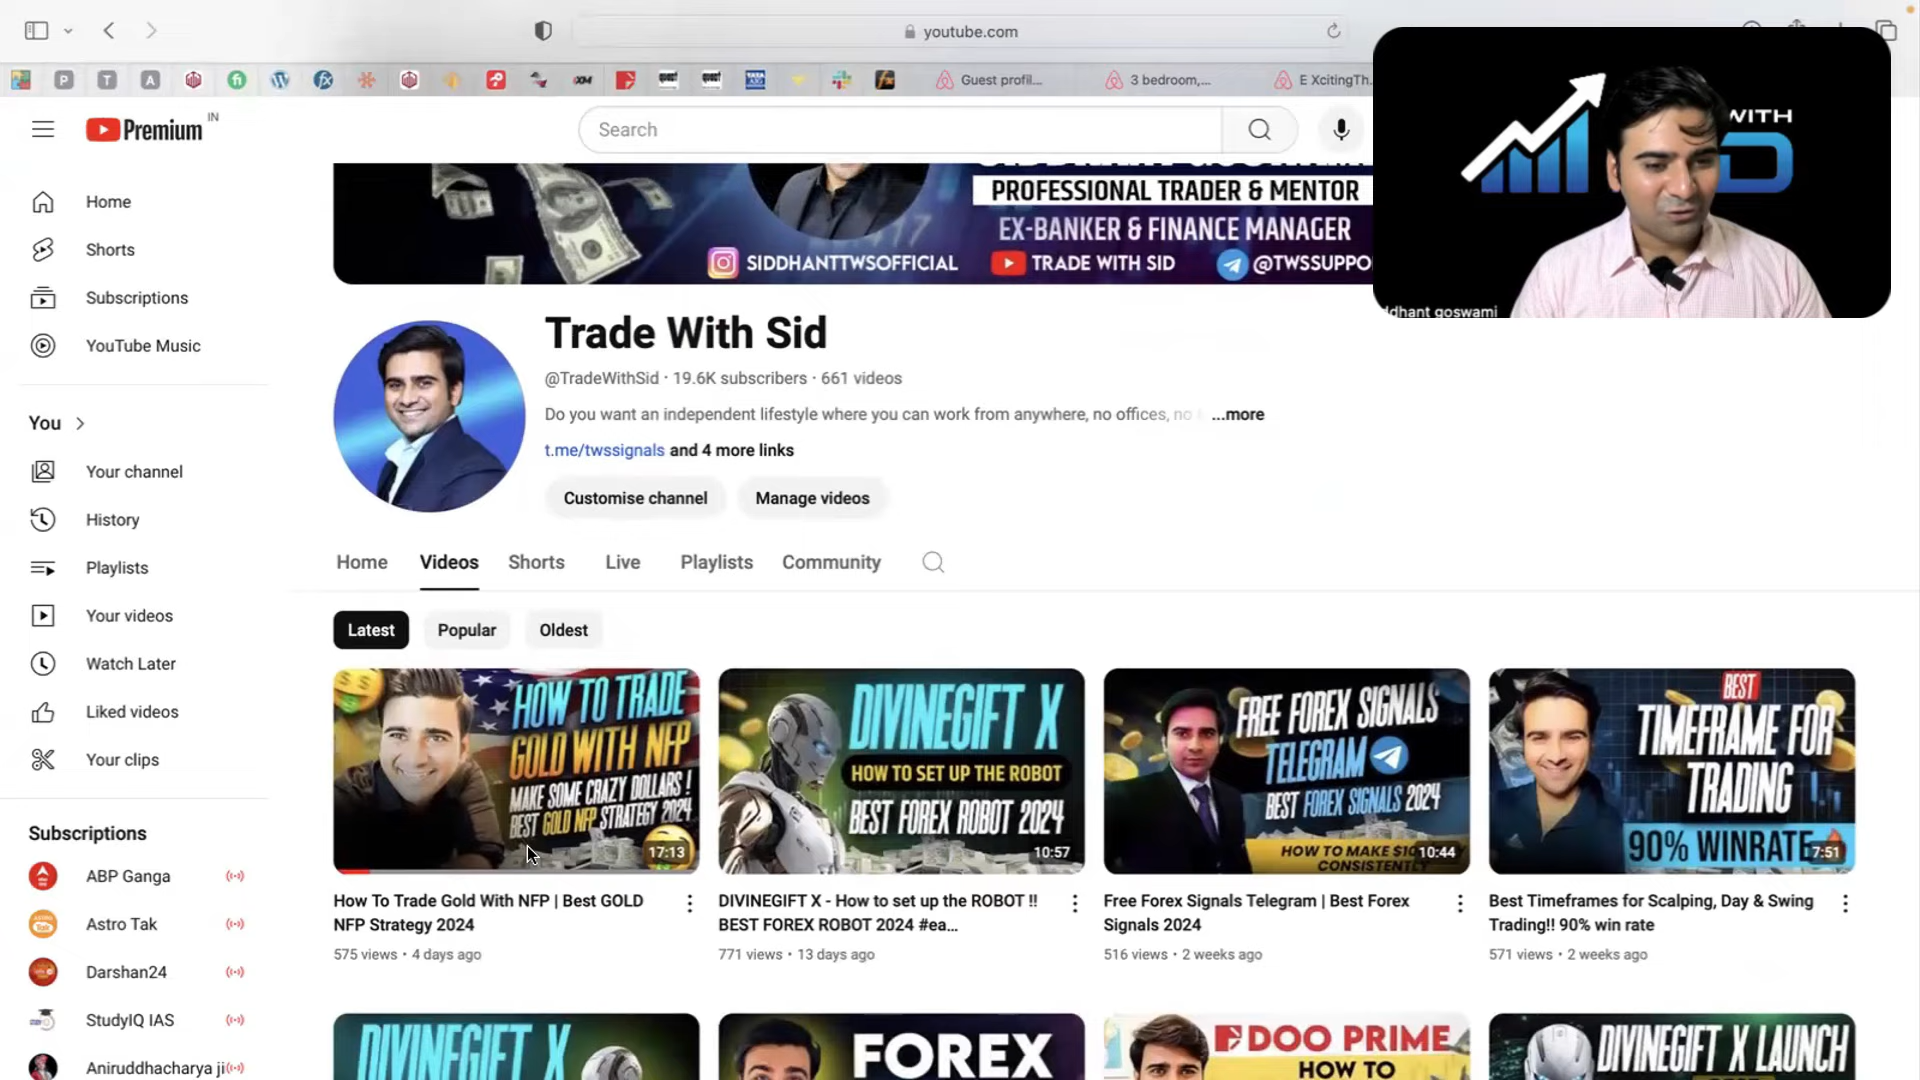 youtube.com
Guest profil...
3 bedroom,...
E XcitingTh...
Premium
IN
Search
PROFESSIONAL TRADER & MENTOR
EX-BANKER & FINANCE MANAGER
SIDDHANTTWSOFFICIAL
TRADE WITH SID
@TWSSUPPO
WITH
ddhant goswami
Home
Shorts
Subscriptions
YouTube Music
You
Your channel
History
Playlists
Your videos
Watch Later
Liked videos
Your clips
Subscriptions
ABP Ganga
Astro Tak
Darshan24
StudyIQ IAS
Aniruddhacharya ji
Trade With Sid
@TradeWithSid · 19.6K subscribers · 661 videos
Do you want an independent lifestyle where you can work from anywhere, no offices, no ...more
t.me/twssignals and 4 more links
Customise channel
Manage videos
Home
Videos
Shorts
Live
Playlists
Community
Latest
Popular
Oldest
HOW TO TRADE
GOLD WITH NFP
MAKE SOME CRAZY DOLLARS !
BEST GOLD NFP STRATEGY 2024
17:13
How To Trade Gold With NFP | Best GOLD
NFP Strategy 2024
575 views • 4 days ago
DIVINEGIFT X
HOW TO SET UP THE ROBOT
BEST FOREX ROBOT 2024
10:57
DIVINEGIFT X - How to set up the ROBOT !!
BEST FOREX ROBOT 2024 #ea...
771 views • 13 days ago
FREE FOREX SIGNALS
TELEGRAM
BEST FOREX SIGNALS 2024
HOW TO MAKE
CONSISTENTLY
10:44
Free Forex Signals Telegram | Best Forex
Signals 2024
516 views • 2 weeks ago
BEST
TIMEFRAME FOR
TRADING
90% WINRATE
7:51
Best Timeframes for Scalping, Day & Swing
Trading!! 90% win rate
571 views • 2 weeks ago
DIVINEGIFT X
FOREX
DOO PRIME
HOW TO
DIVINEGIFT X LAUNCH